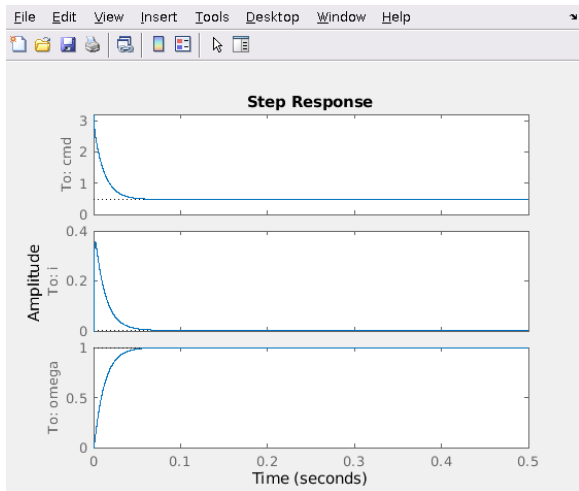 File Edit View Insert Tools Desktop Window Help
Step Response
To: cmd
3
2
1
0
Amplitude
To: i
0.4
0.2
0
To: omega
1
0.5
0
0 0.1 0.2 0.3 0.4 0.5
Time (seconds)